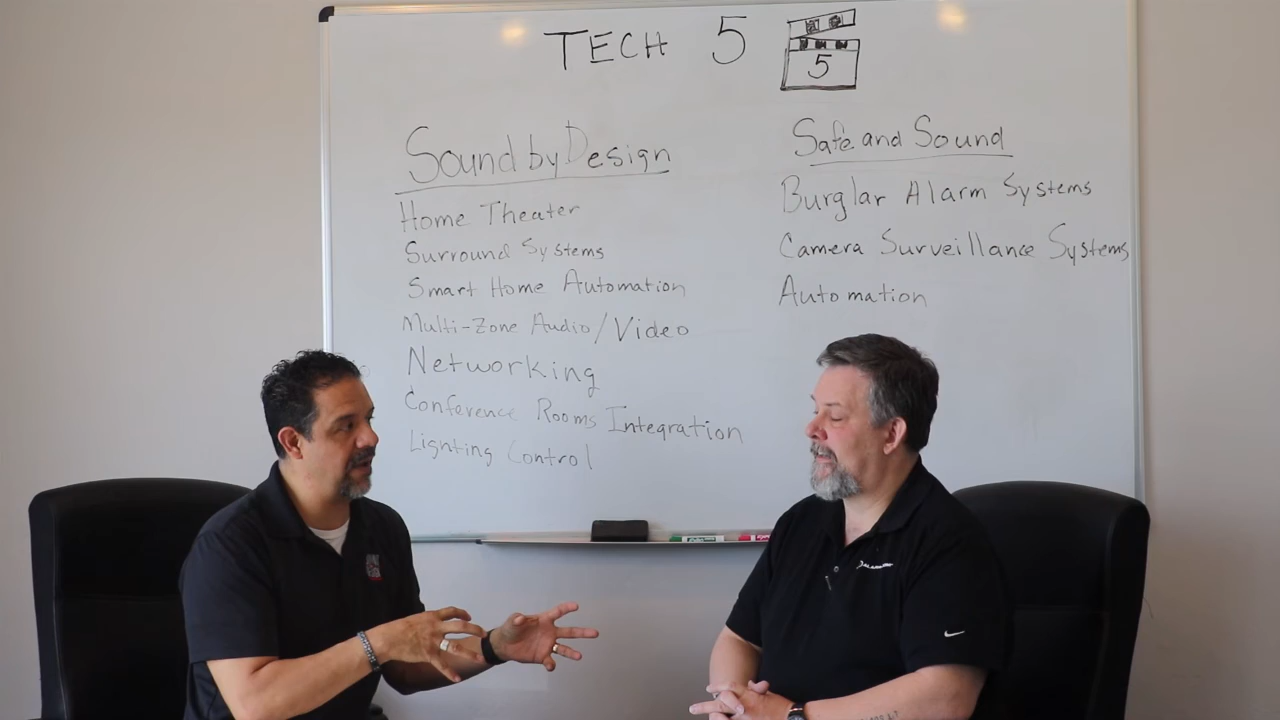 TECH 5
5
Sound by Design
Home Theater
Surround Systems
Smart Home Automation
Multi-Zone Audio/Video
Networking
Conference Rooms Integration
Lighting Control
Safe and Sound
Burglar Alarm Systems
Camera Surveillance Systems
Automation